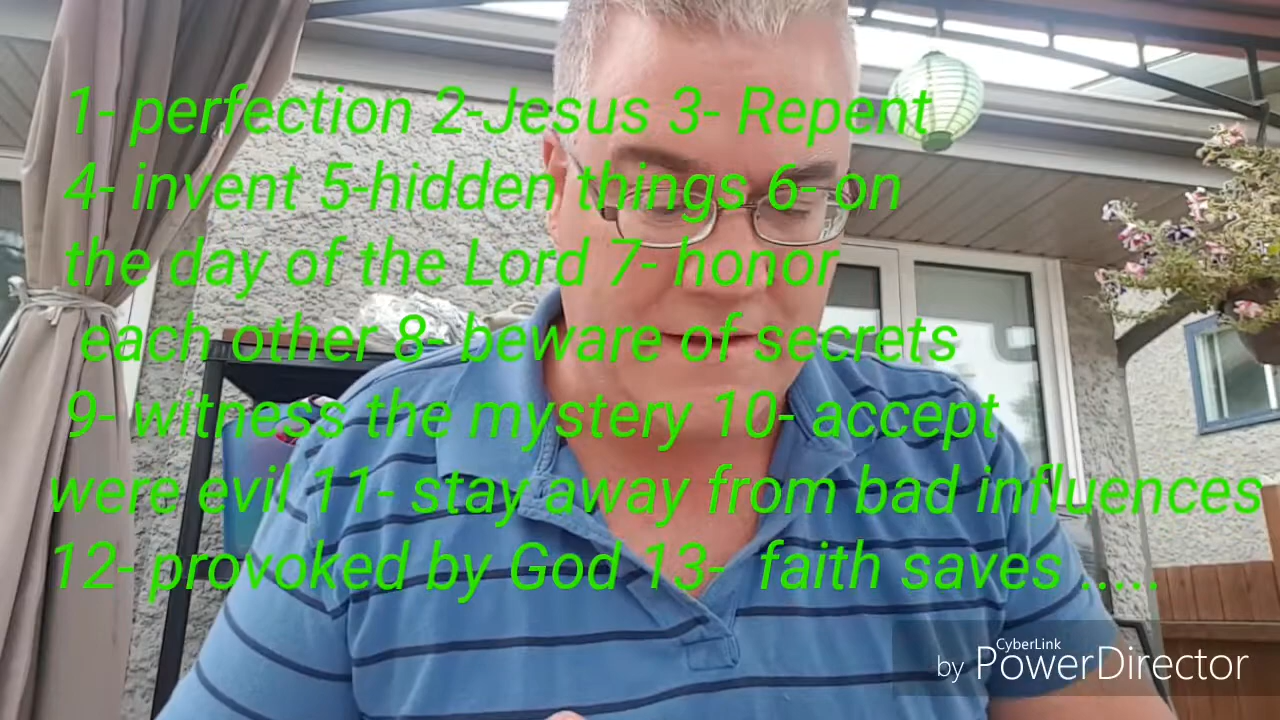 1- perfection 2-Jesus 3- Repent
4- invent 5-hidden things 6- on
the day of the Lord 7- honor
each other 8- beware of secrets
9- witness the mystery 10- accept
were evil 11- stay away from bad influences
12- provoked by God 13- faith saves .....
CyberLink
by PowerDirector